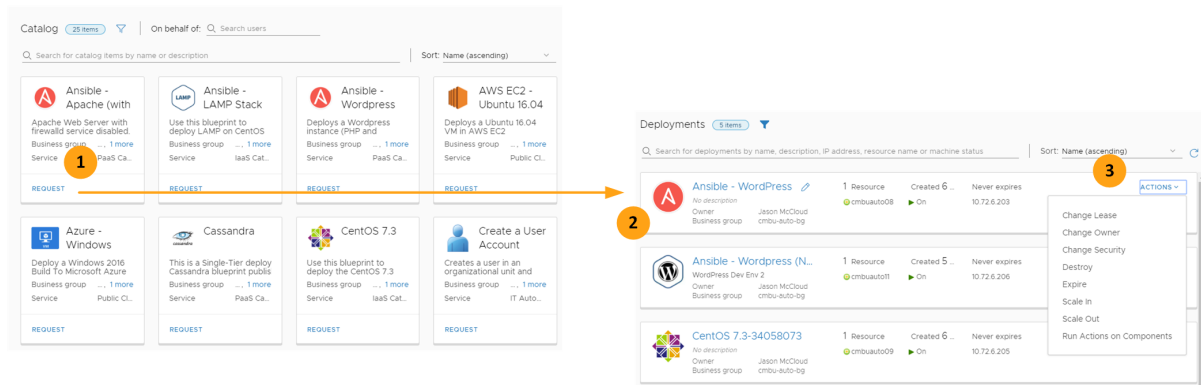 Catalog 25 items On behalf of: Search users
Search for catalog items by name or description Sort: Name (ascending)
Ansible -
Apache (with
Apache Web Server with
firewalld service disabled.
Business group ..., 1 more
Service PaaS Ca...
REQUEST
LAMP
Ansible -
LAMP Stack
Use this blueprint to
deploy LAMP on CentOS
Business group ..., 1 more
Service IaaS Cat...
REQUEST
Ansible -
Wordpress
Deploys a Wordpress
instance (PHP and
Business group ..., 1 more
Service PaaS Ca...
REQUEST
AWS EC2 -
Ubuntu 16.04
Deploys a Ubuntu 16.04
VM in AWS EC2
Business group ..., 1 more
Service Public Cl...
REQUEST
1
Azure -
Windows
Deploy a Windows 2016
Build To Microsoft Azure
Business group ..., 1 more
Service Public Cl...
REQUEST
cassandra
Cassandra
This is a Single-Tier deploy
Cassandra blueprint publis
Business group ..., 1 more
Service PaaS Ca...
REQUEST
CentOS 7.3
Use this blueprint to
deploy the CentOS 7.3
Business group ..., 1 more
Service IaaS Cat...
REQUEST
Create a User
Account
Creates a user in an
organizational unit and
Business group ..., 1 more
Service IT Auto...
REQUEST
Deployments 5 items
Search for deployments by name, description, IP address, resource name or machine status Sort: Name (ascending)
2
3
Ansible - WordPress 1 Resource Created 6 ... Never expires ACTIONS
No description cmbuauto08 On 10.72.6.203
Owner Jason McCloud
Business group cmbu-auto-bg
Ansible - Wordpress (N... 1 Resource Created 5 ... Never expires
WordPress Dev Env 2 cmbuauto11 On 10.72.6.206
Owner Jason McCloud
Business group cmbu-auto-bg
CentOS 7.3-34058073 1 Resource Created 6 ... Never expires
No description cmbuauto09 On 10.72.6.205
Owner Jason McCloud
Business group cmbu-auto-bg
Change Lease
Change Owner
Change Security
Destroy
Expire
Scale In
Scale Out
Run Actions on Components